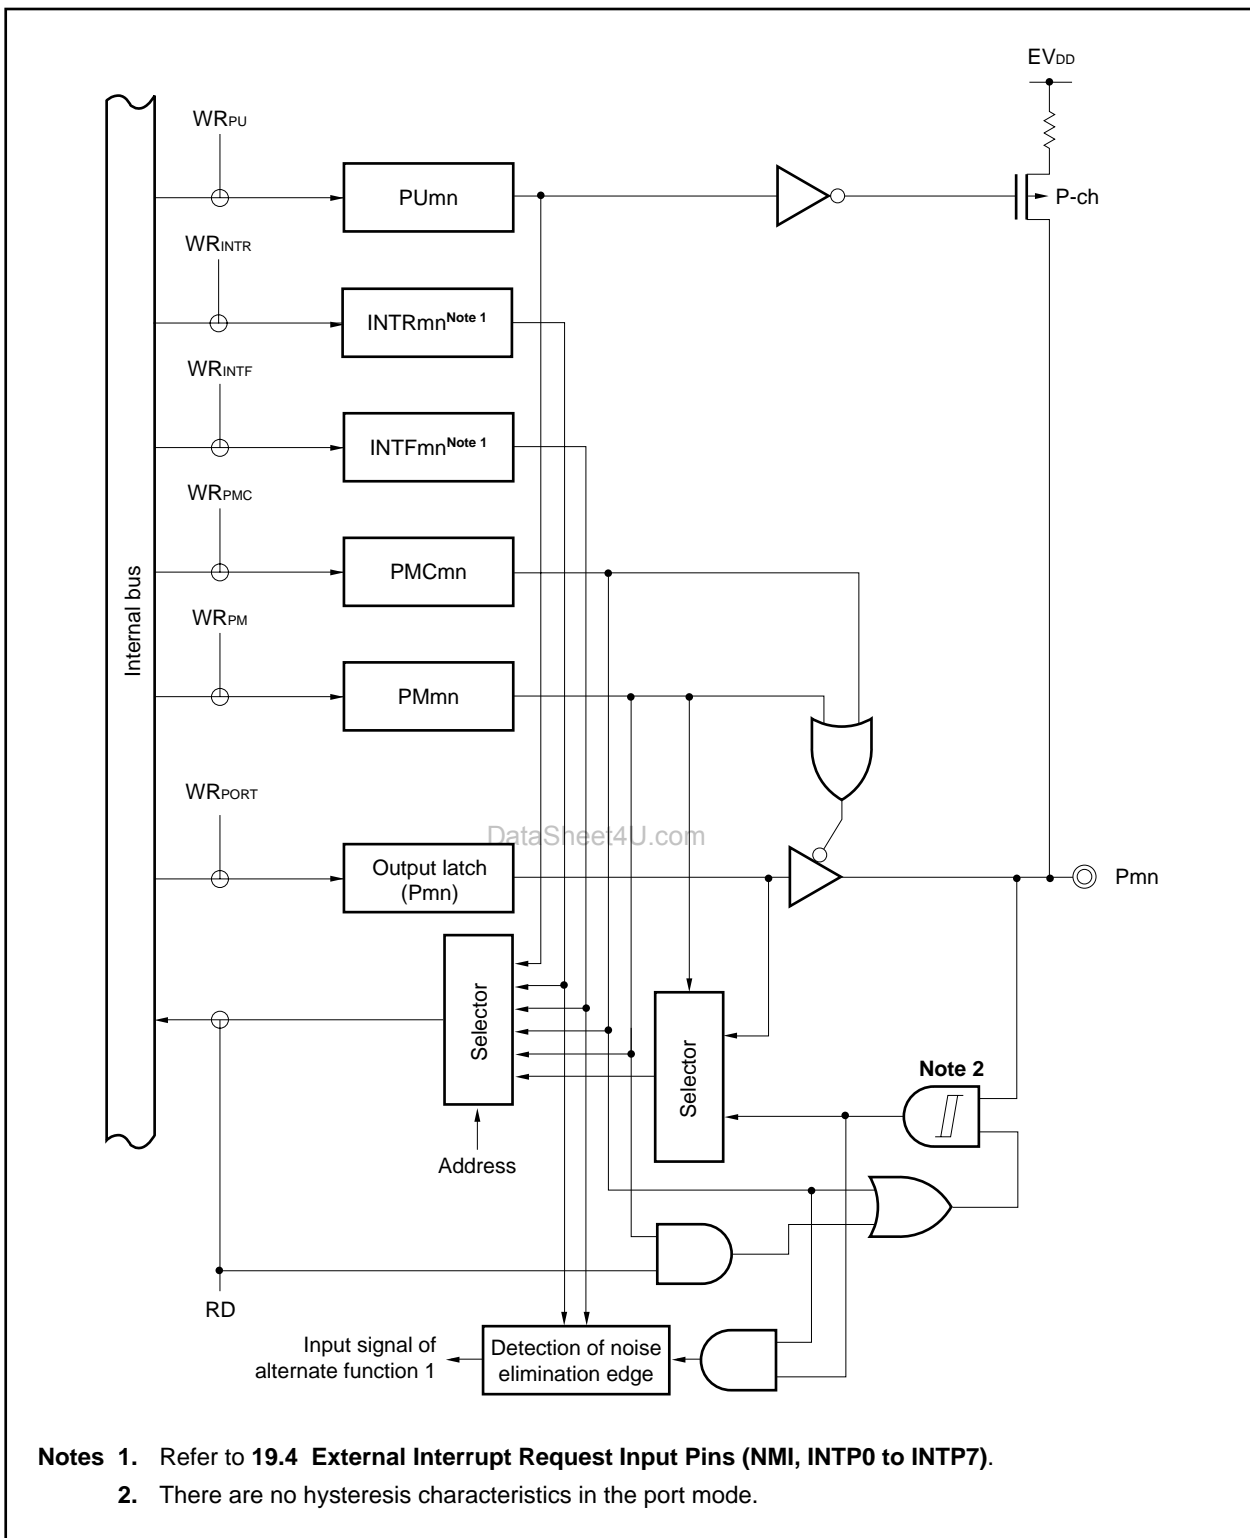 EVDD
WRPU
PUmn
P-ch
WRINTR
INTRmnNote 1
WRINTF
INTFmnNote 1
WRPMC
PMCmn
Internal bus
WRPM
PMmn
WRPORT
DataSheet4U.com
Output latch
(Pmn)
Pmn
Selector
Selector
Note 2
Address
RD
Input signal of
alternate function 1
Detection of noise
elimination edge
Notes 1. Refer to 19.4 External Interrupt Request Input Pins (NMI, INTP0 to INTP7).
2. There are no hysteresis characteristics in the port mode.